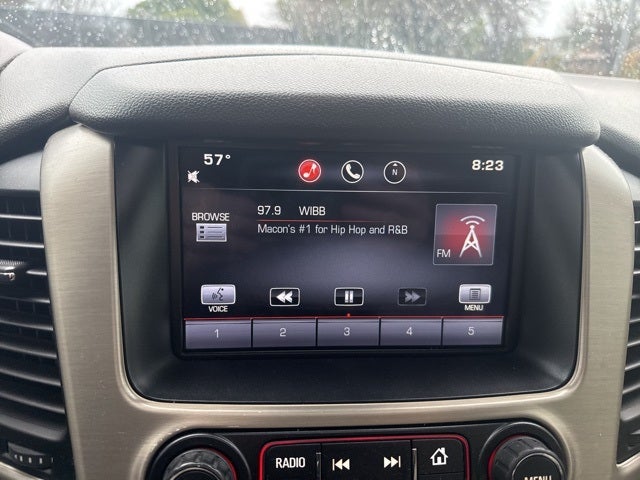 57° 8:23
N
97.9 WIBB
BROWSE
Macon's #1 for Hip Hop and R&B
FM
VOICE MENU
1 2 3 4 5
RADIO
MENU